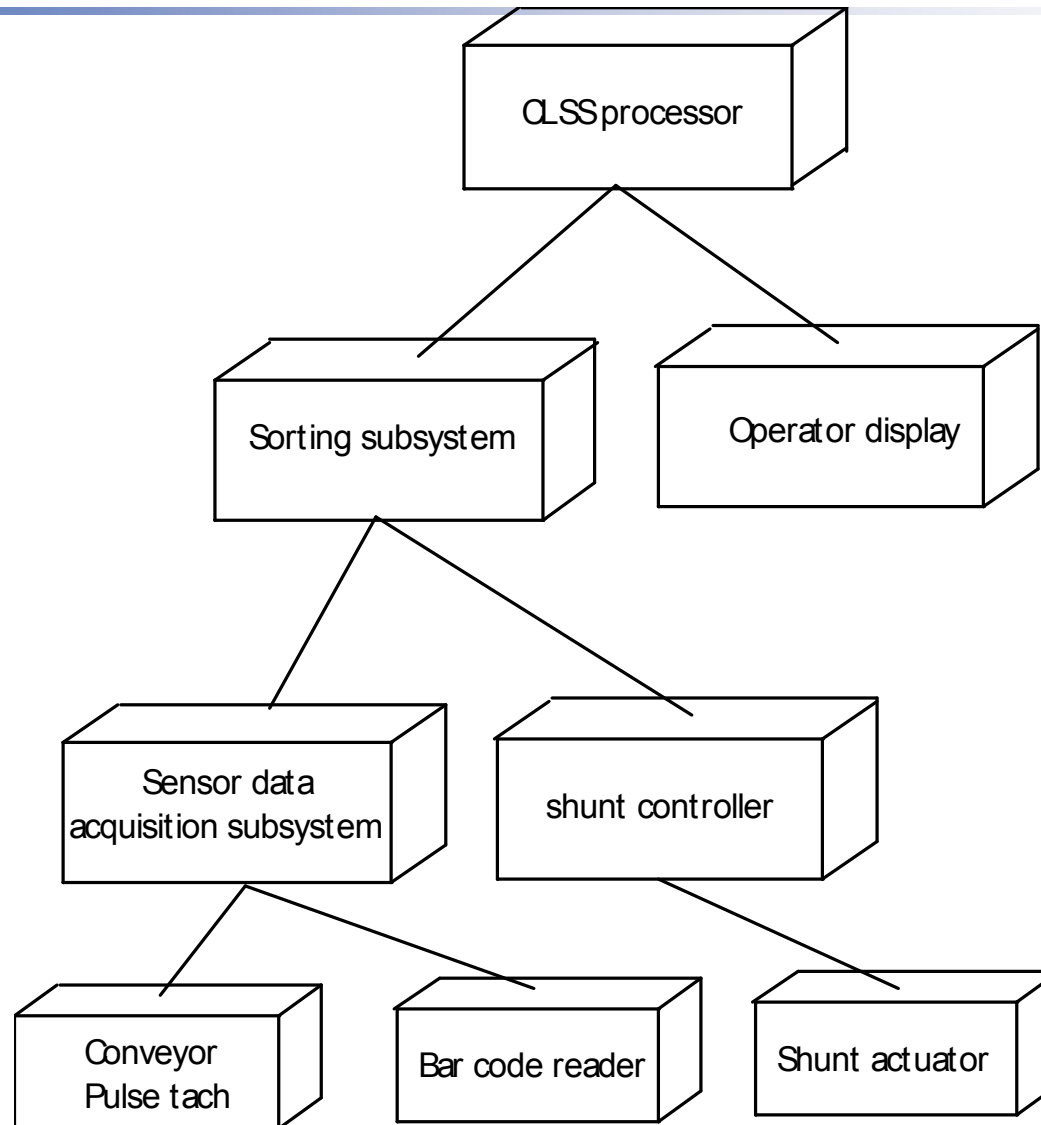 CLSS processor
Sorting subsystem
Operator display
Sensor data
acquisition subsystem
shunt controller
Conveyor
Pulse tach
Bar code reader
Shunt actuator